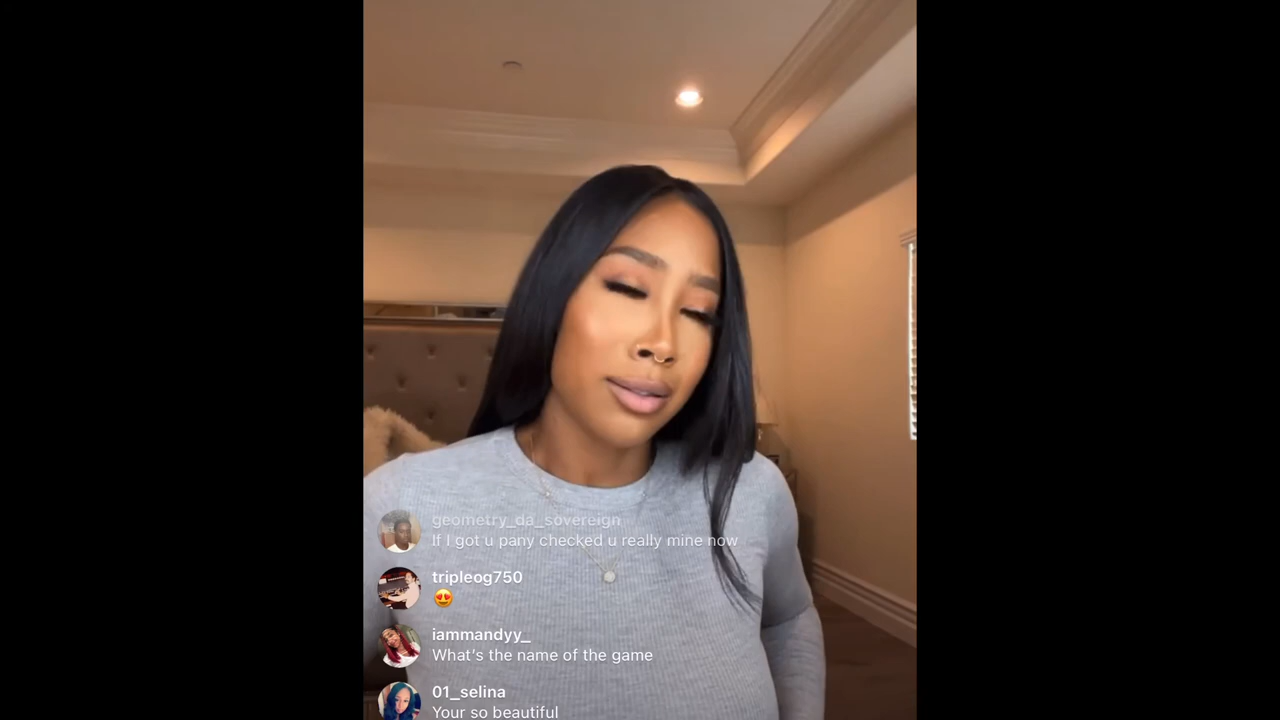 geometry_da_sovereign
If I got u pany checked u really mine now
tripleog750
😍
iammandyy_
What's the name of the game
01_selina
Your so beautiful